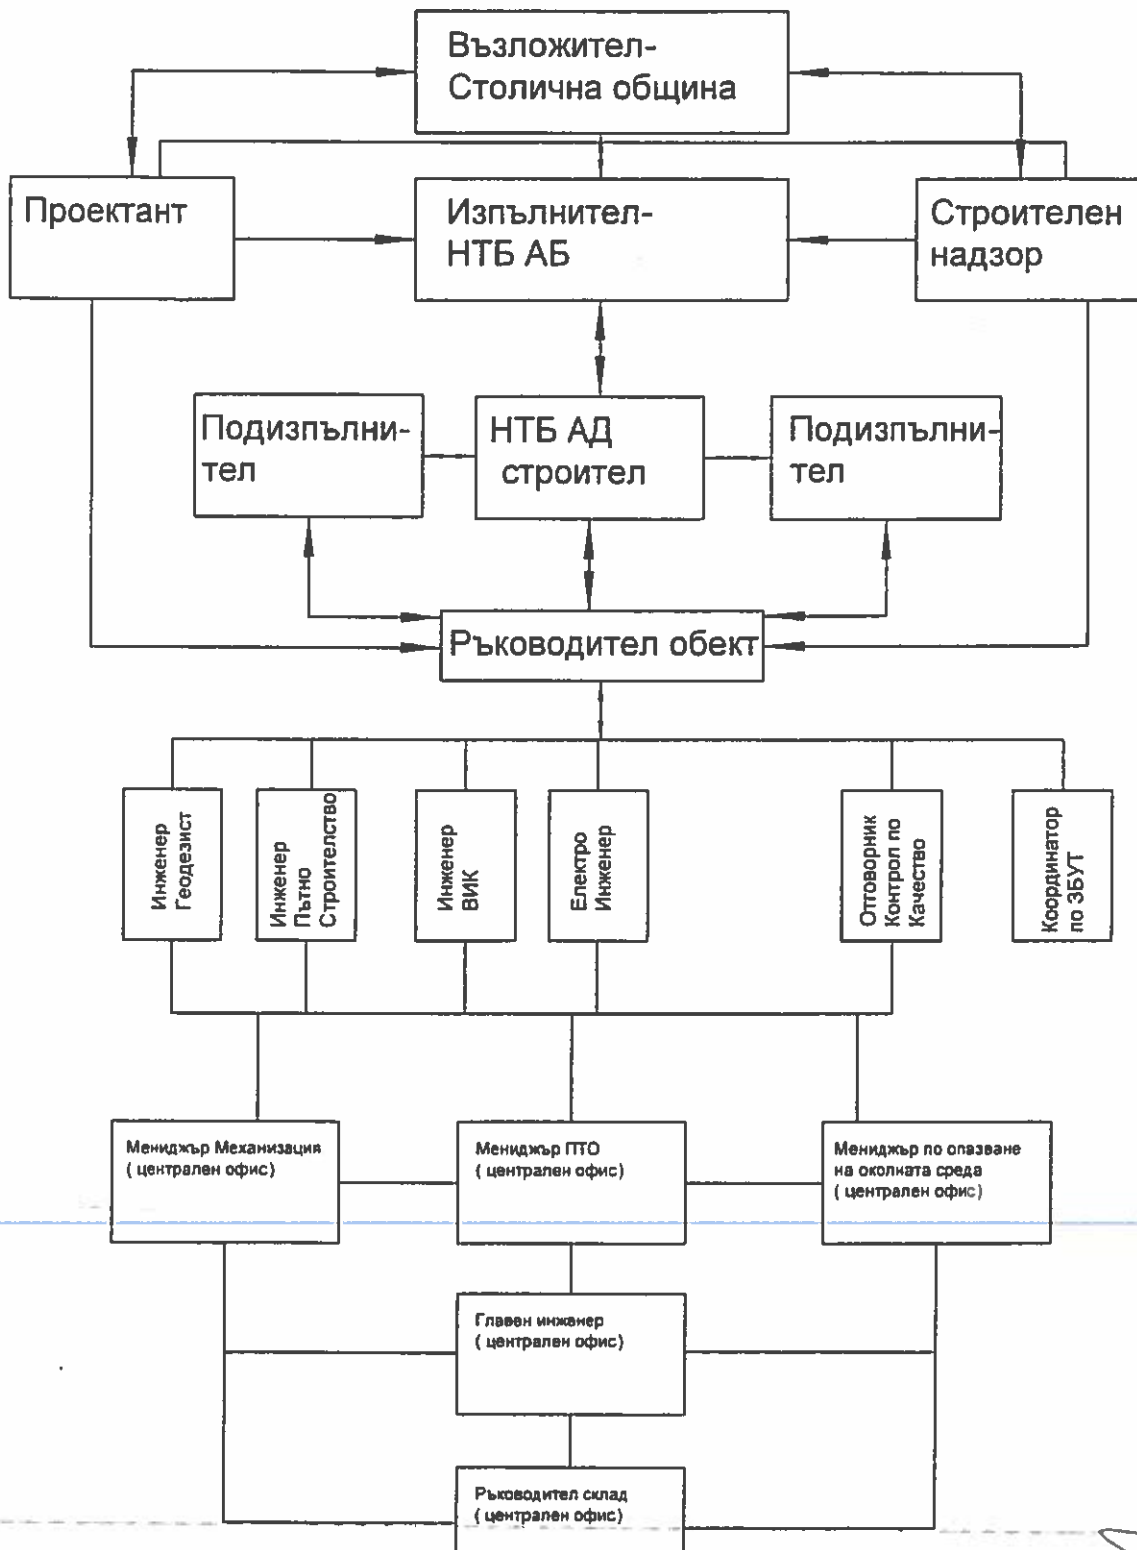 Възложител-
Столична община
Проектант
Изпълнител-
НТБ АБ
Строителен
надзор
Подизпълни-
тел
НТБ АД
строител
Подизпълни-
тел
Ръководител обект
Инженер
Геодезист
Инженер
Пътно
Строителство
Инженер
ВИК
Електро
Инженер
Отговорник
Контрол по
Качество
Координатор
по ЗБУТ
Мениджър Механизация
( централен офис)
Мениджър ПТО
( централен офис)
Мениджър по опазване
на околната среда
( централен офис)
Главен инженер
( централен офис)
Ръководител склад
( централен офис)